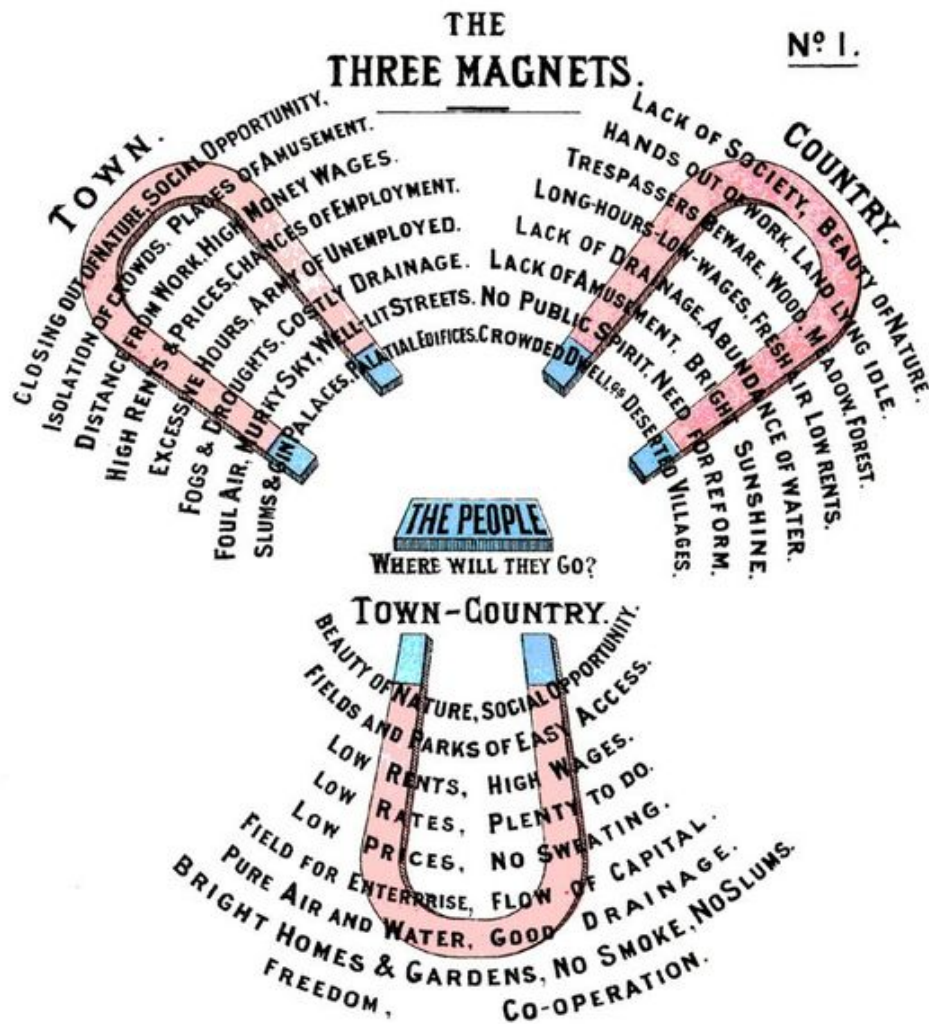 THE
THREE MAGNETS.
Nº 1.
TOWN.
CLOSING OUT OF NATURE. SOCIAL OPPORTUNITY.
ISOLATION OF CROWDS. PLACES OF AMUSEMENT.
DISTANCE FROM WORK. HIGH MONEY WAGES.
HIGH RENTS & PRICES. CHANCES OF EMPLOYMENT.
EXCESSIVE HOURS. ARMY OF UNEMPLOYED.
FOGS & DROUGHTS. COSTLY DRAINAGE.
FOUL AIR. MURKY SKY. WELL-LIT STREETS.
SLUMS & GIN PALACES. PALATIAL EDIFICES.
COUNTRY.
LACK OF SOCIETY. BEAUTY OF NATURE.
HANDS OUT OF WORK. LAND LYING IDLE.
TRESPASSERS BEWARE. WOOD. MEADOW. FOREST.
LONG-HOURS-LOW-WAGES. FRESH AIR LOW RENTS.
LACK OF DRAINAGE. ABUNDANCE OF WATER.
LACK OF AMUSEMENT. BRIGHT SUNSHINE.
NO PUBLIC SPIRIT. NEED FOR REFORM.
CROWDED DWELL.GS DESERTED VILLAGES.
THE PEOPLE
WHERE WILL THEY GO?
TOWN-COUNTRY.
BEAUTY OF NATURE, SOCIAL OPPORTUNITY.
FIELDS AND PARKS OF EASY ACCESS.
LOW RENTS, HIGH WAGES.
LOW RATES, PLENTY TO DO.
LOW PRICES, NO SWEATING.
FIELD FOR ENTERPRISE, FLOW OF CAPITAL.
PURE AIR AND WATER, GOOD DRAINAGE.
BRIGHT HOMES & GARDENS, NO SMOKE, NO SLUMS.
FREEDOM, CO-OPERATION.